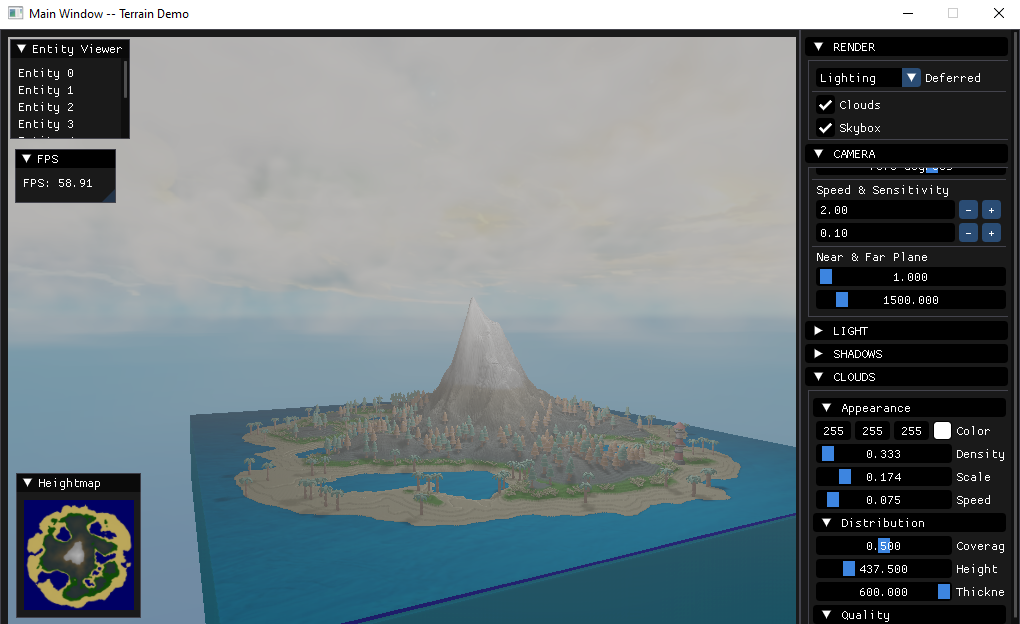 Main Window -- Terrain Demo
Entity Viewer
Entity 0
Entity 1
Entity 2
Entity 3
FPS
FPS: 58.91
Heightmap
RENDER
Lighting Deferred
Clouds
Skybox
CAMERA
Speed & Sensitivity
2.00 - +
0.10 - +
Near & Far Plane
1.000
1500.000
LIGHT
SHADOWS
CLOUDS
Appearance
255 255 255 Color
0.333 Density
0.174 Scale
0.075 Speed
Distribution
0.500 Coverag
437.500 Height
600.000 Thickne
Quality